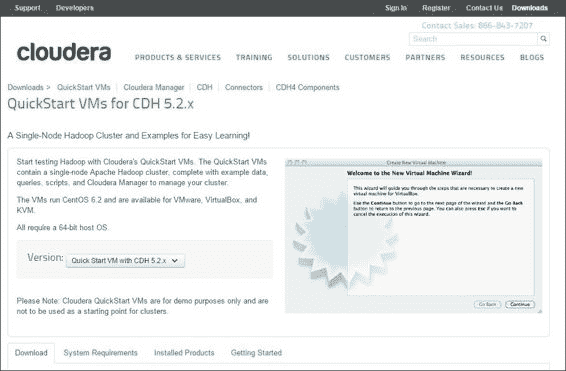 Support Developers Sign In Register Contact Us Downloads
Contact Sales: 866-843-7207
Search
cloudera
PRODUCTS & SERVICES TRAINING SOLUTIONS CUSTOMERS PARTNERS RESOURCES BLOGS
Downloads > QuickStart VMs Cloudera Manager CDH Connectors CDH4 Components
QuickStart VMs for CDH 5.2.x
A Single-Node Hadoop Cluster and Examples for Easy Learning!
Start testing Hadoop with Cloudera's QuickStart VMs. The QuickStart VMs
contain a single-node Apache Hadoop cluster, complete with example data,
queries, scripts, and Cloudera Manager to manage your cluster.
The VMs run CentOS 6.2 and are available for VMware, VirtualBox, and
KVM.
All require a 64-bit host OS.
Version: Quick Start VM with CDH 5.2.x
Please Note: Cloudera QuickStart VMs are for demo purposes only and are
not to be used as a starting point for clusters.
Create New Virtual Machine
Welcome to the New Virtual Machine Wizard!
This wizard will guide you through the steps that are necessary to create a new
virtual machine for VirtualBox.
Use the Continue button to go to the next page of the wizard and the Go Back
button to return to the previous page. You can also press Esc if you want to
cancel the execution of this wizard.
Go Back Continue
Download System Requirements Installed Products Getting Started